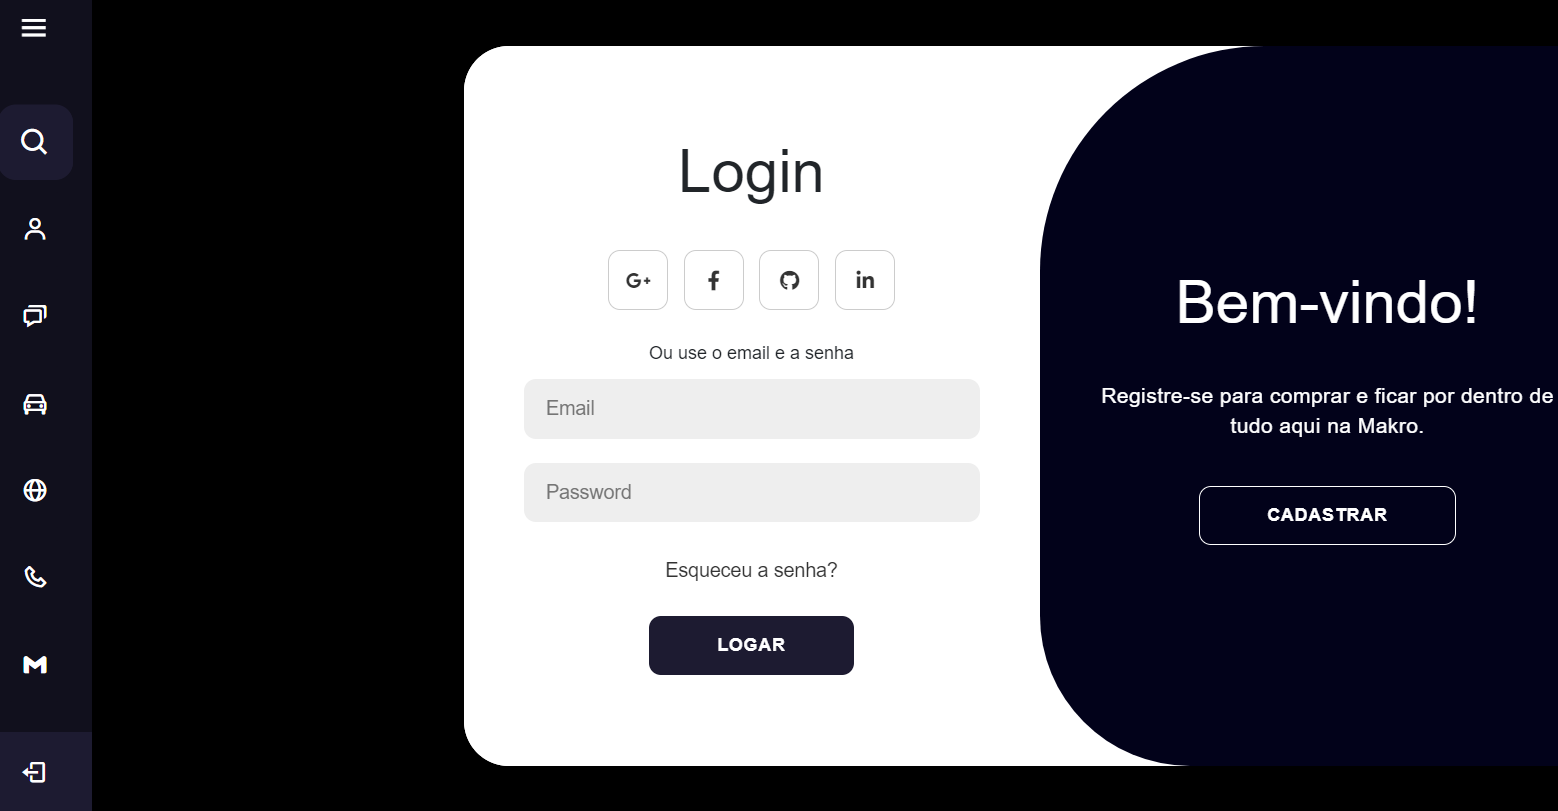 Login
G+
f
in
Ou use o email e a senha
Email
Password
Esqueceu a senha?
LOGAR
Bem-vindo!
Registre-se para comprar e ficar por dentro de
tudo aqui na Makro.
CADASTRAR